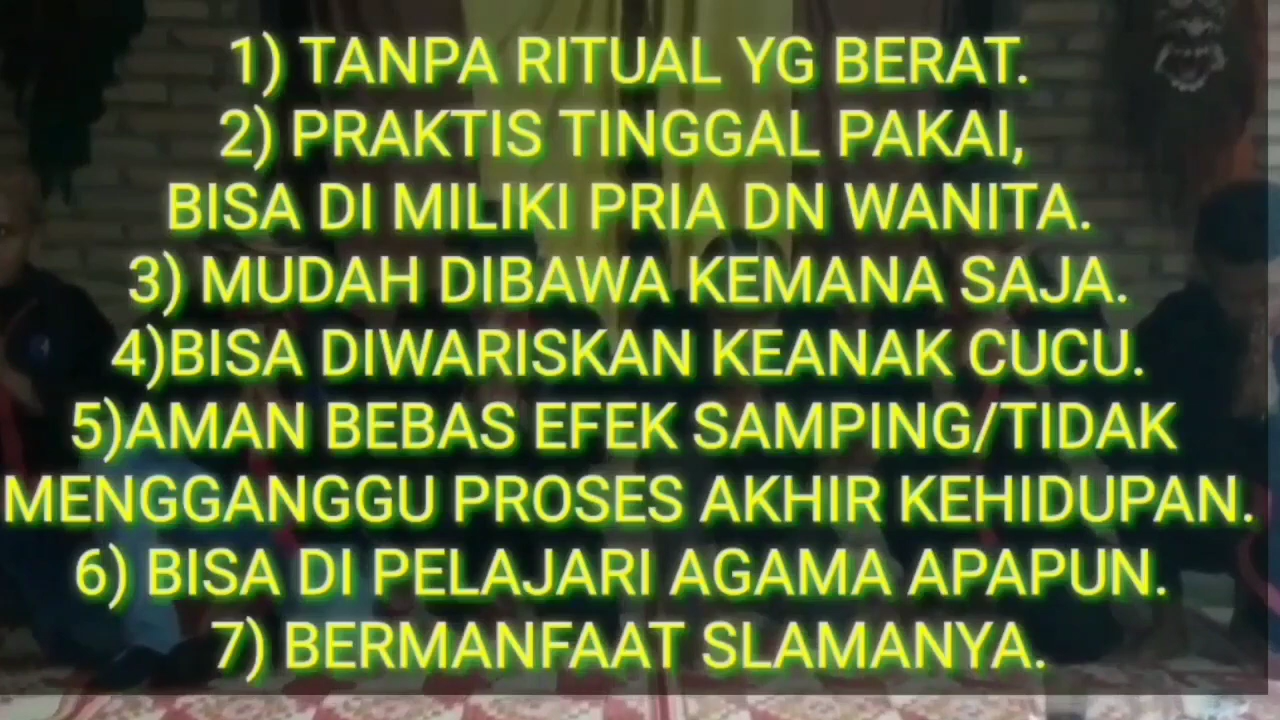 1) TANPA RITUAL YG BERAT.
2) PRAKTIS TINGGAL PAKAI,
BISA DI MILIKI PRIA DN WANITA.
3) MUDAH DIBAWA KEMANA SAJA.
4)BISA DIWARISKAN KEANAK CUCU.
5)AMAN BEBAS EFEK SAMPING/TIDAK
MENGGANGGU PROSES AKHIR KEHIDUPAN.
6) BISA DI PELAJARI AGAMA APAPUN.
7) BERMANFAAT SLAMANYA.